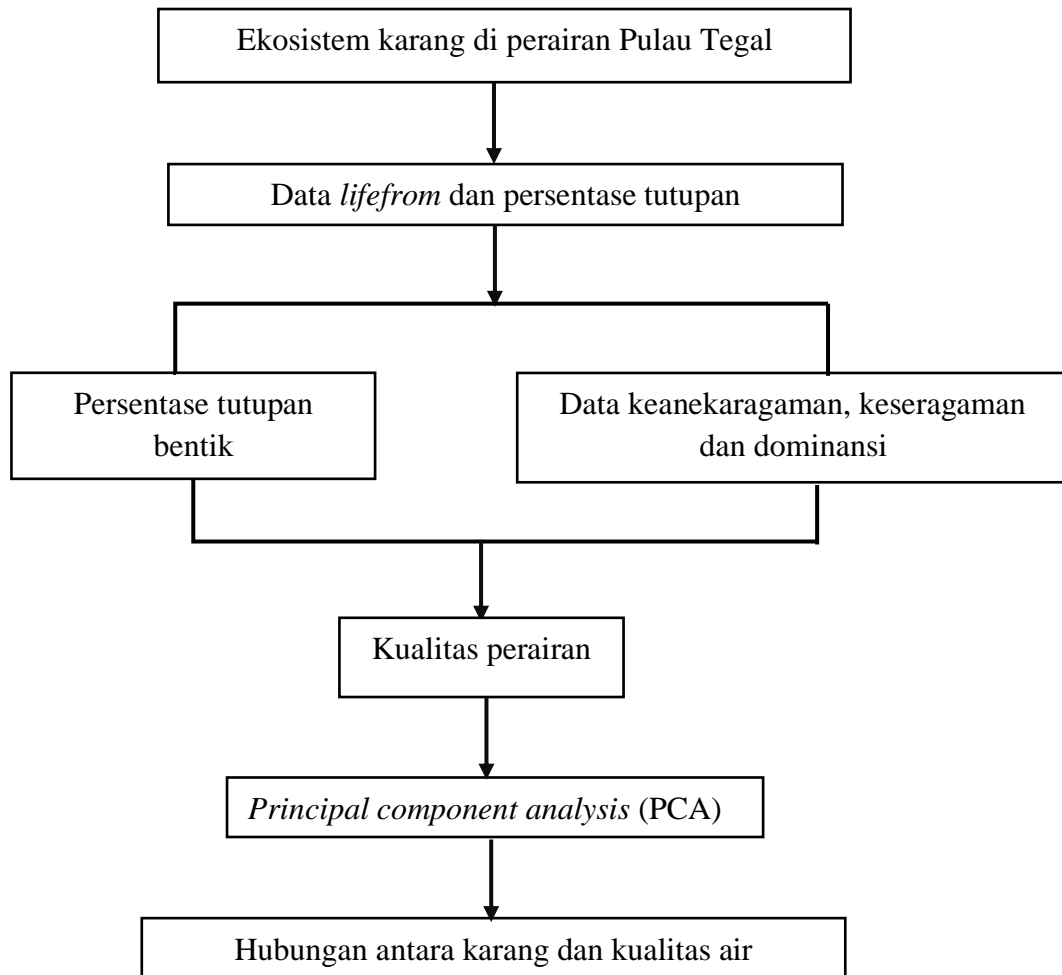 Ekosistem karang di perairan Pulau Tegal
Data lifefrom dan persentase tutupan
Persentase tutupan
bentik
Data keanekaragaman, keseragaman
dan dominansi
Kualitas perairan
Principal component analysis (PCA)
Hubungan antara karang dan kualitas air